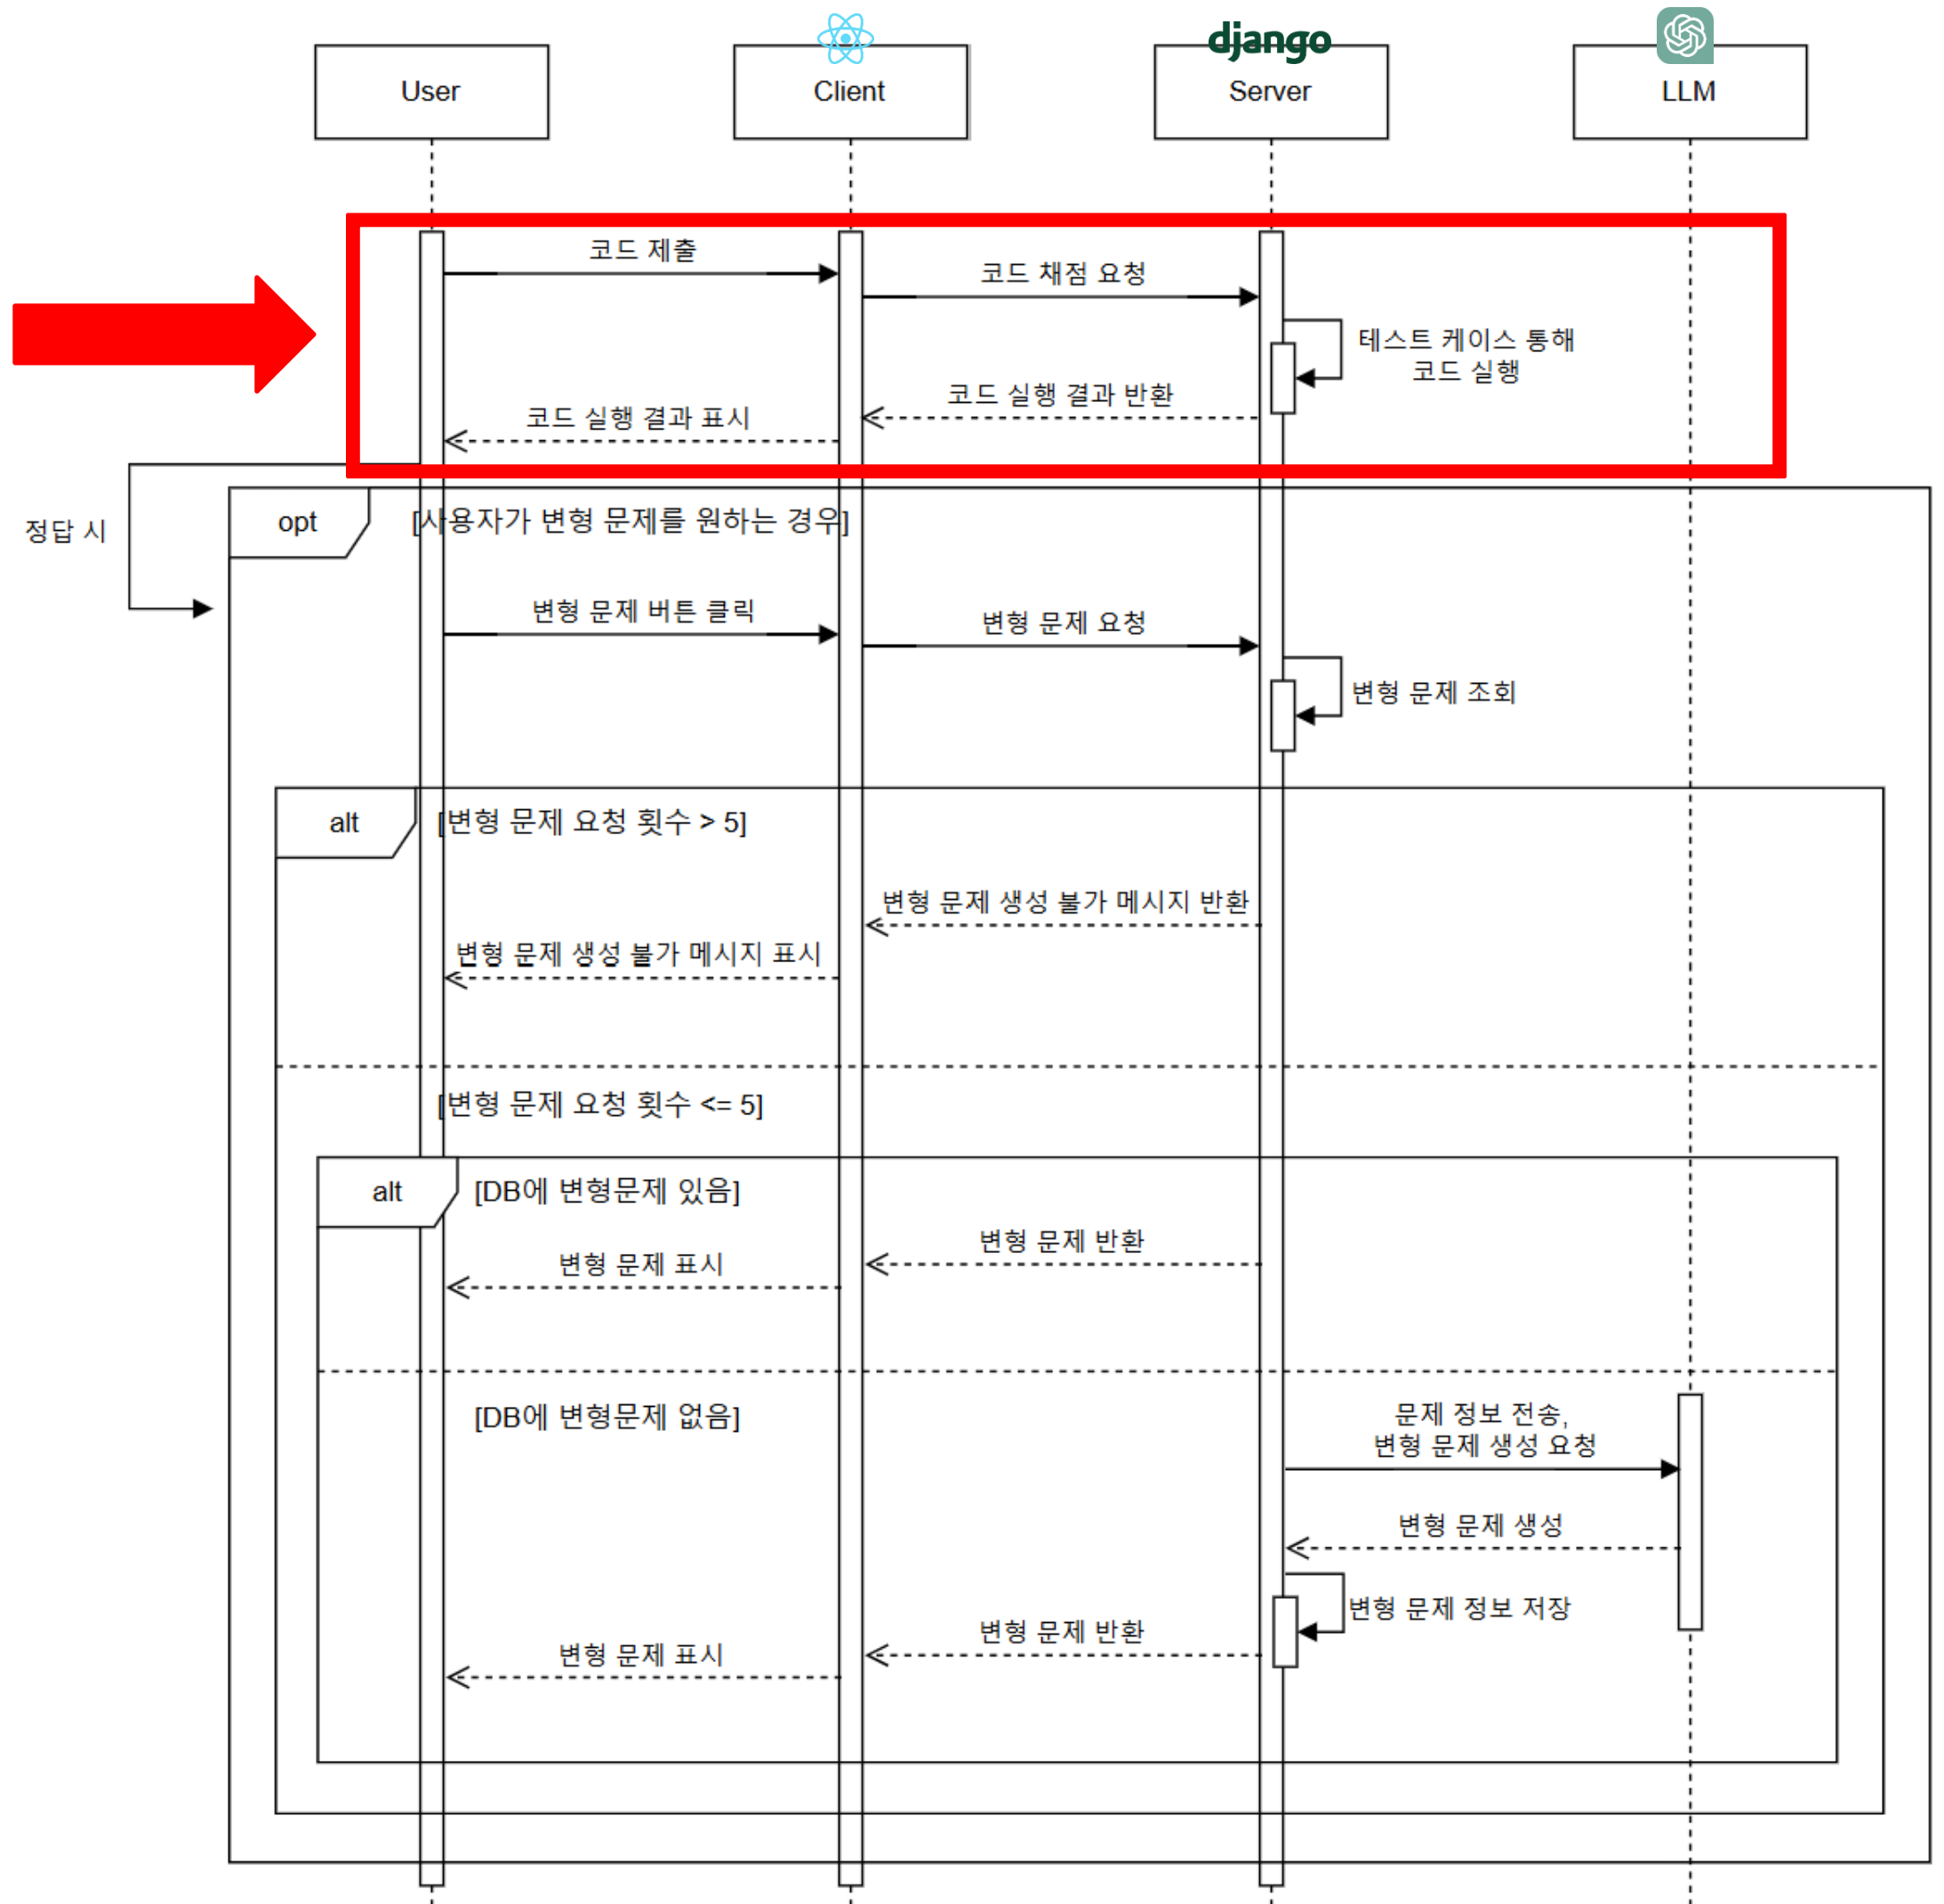 django
User
Client
Server
LLM
코드 제출
코드 채점 요청
테스트 케이스 통해
코드 실행
코드 실행 결과 반환
코드 실행 결과 표시
정답 시
opt
[사용자가 변형 문제를 원하는 경우]
변형 문제 버튼 클릭
변형 문제 요청
변형 문제 조회
alt
[변형 문제 요청 횟수 > 5]
변형 문제 생성 불가 메시지 반환
변형 문제 생성 불가 메시지 표시
[변형 문제 요청 횟수 <= 5]
alt
[DB에 변형문제 있음]
변형 문제 반환
변형 문제 표시
[DB에 변형문제 없음]
문제 정보 전송,
변형 문제 생성 요청
변형 문제 생성
변형 문제 정보 저장
변형 문제 반환
변형 문제 표시